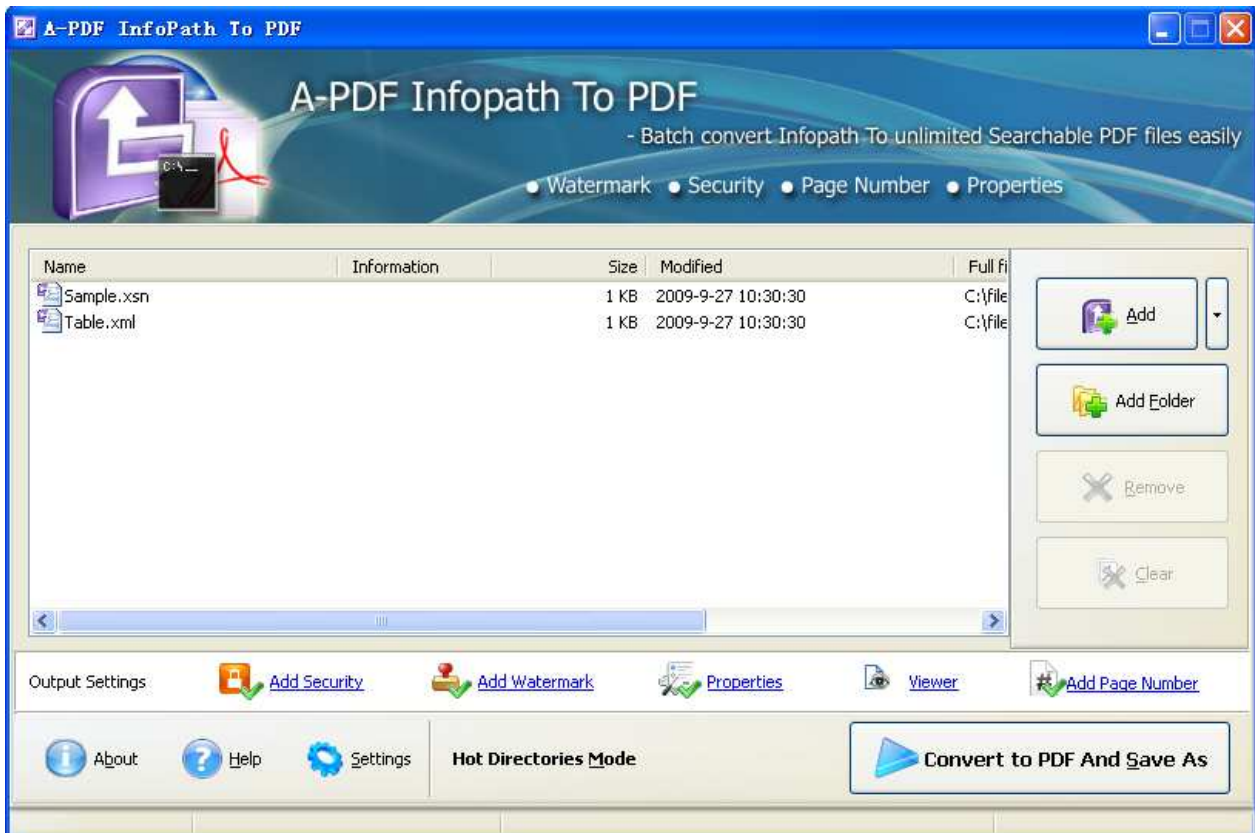 A-PDF InfoPath To PDF
A-PDF Infopath To PDF
- Batch convert Infopath To unlimited Searchable PDF files easily
Watermark Security Page Number Properties
C:\_
Name Information Size Modified Full fi
Sample.xsn 1 KB 2009-9-27 10:30:30 C:\file
Table.xml 1 KB 2009-9-27 10:30:30 C:\file
Add
Add Folder
Remove
Clear
Output Settings Add Security Add Watermark Properties Viewer Add Page Number
About Help Settings Hot Directories Mode Convert to PDF And Save As